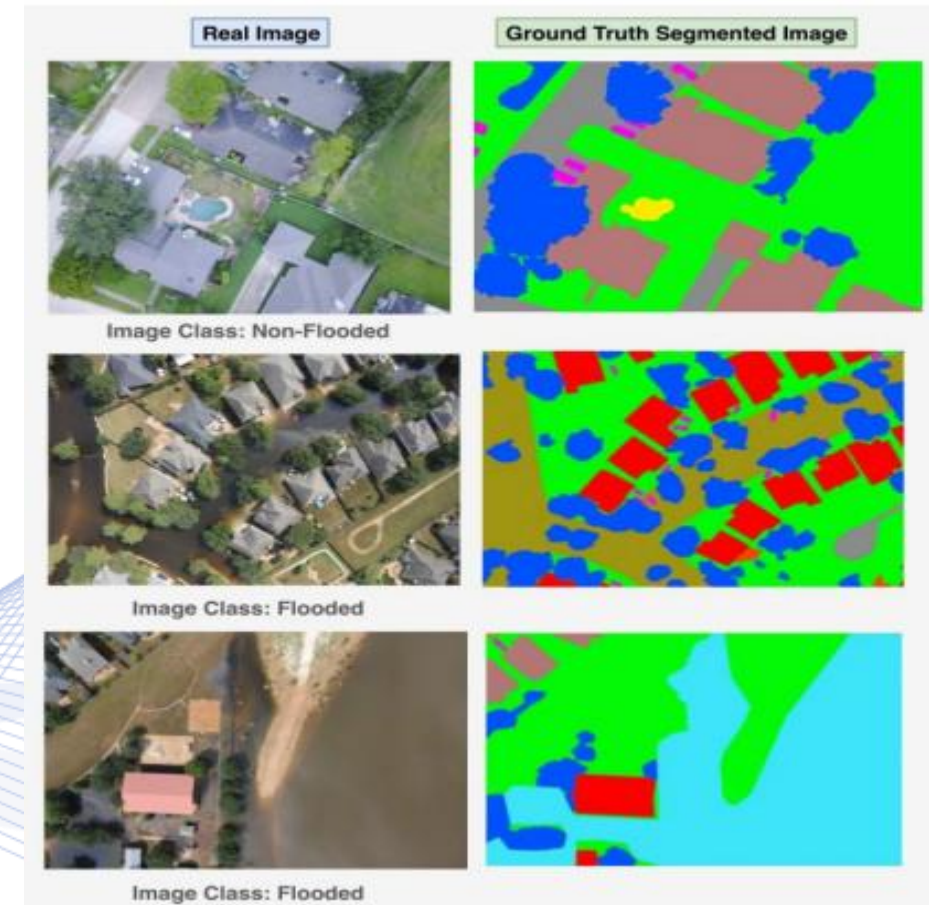 Real Image
Ground Truth Segmented Image
Image Class: Non-Flooded
Image Class: Flooded
Image Class: Flooded